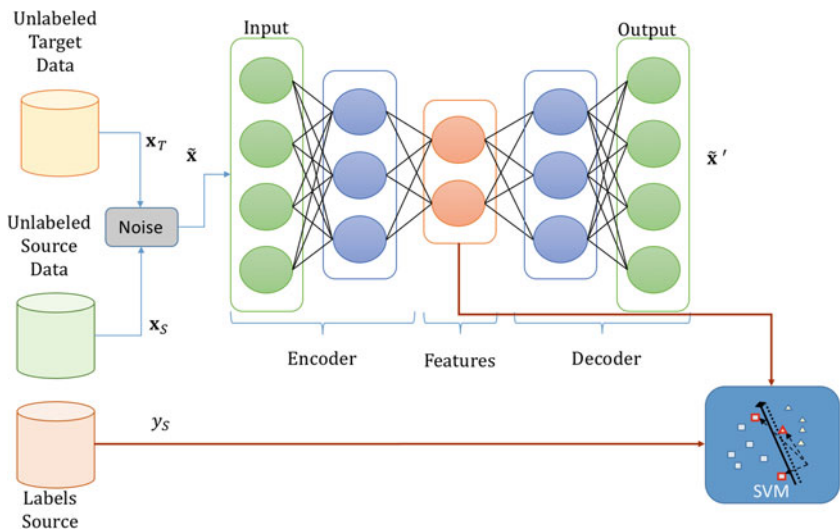 Unlabeled
Target
Data
Input
Output
x_T
x̃
x̃ ′
Unlabeled
Source
Data
Noise
x_S
Encoder
Features
Decoder
y_S
Labels
Source
SVM